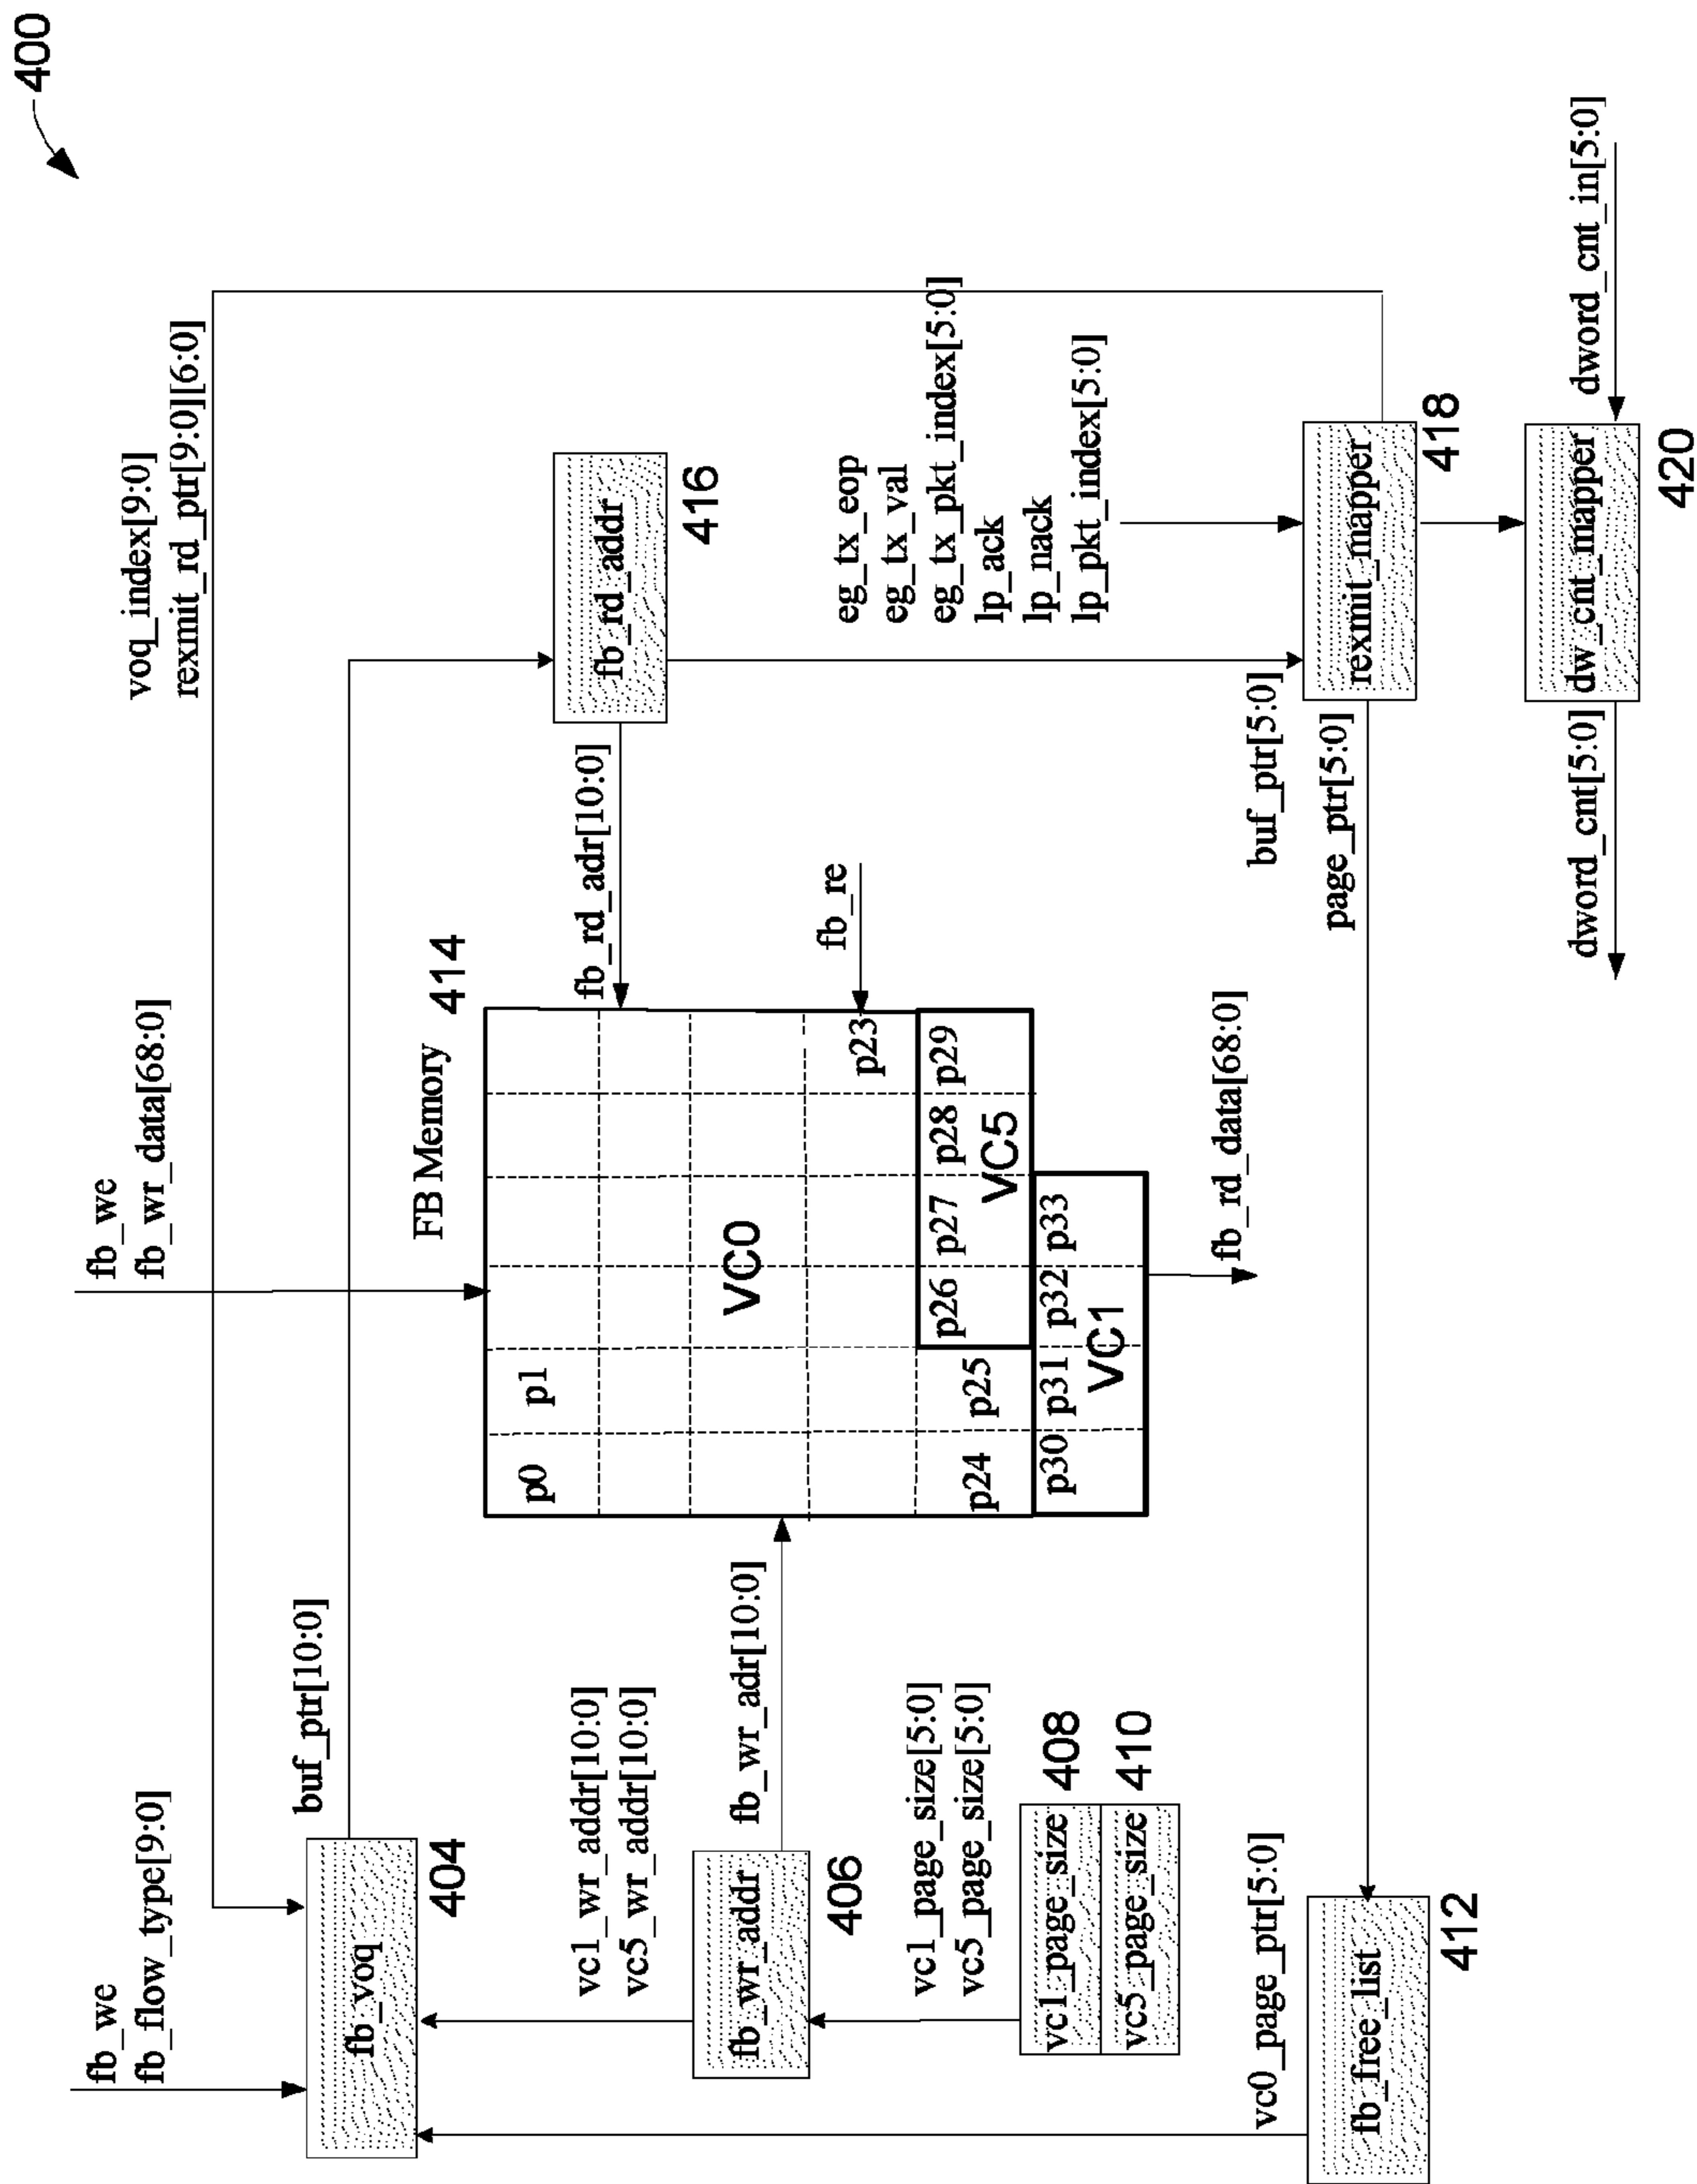 400
fb_we
fb_flow_type[9:0]
fb_voq
404
buf_ptr[10:0]
fb_we
fb_wr_data[68:0]
voq_index[9:0]
rexmit_rd_ptr[9:0][6:0]
vc1_wr_addr[10:0]
vc5_wr_addr[10:0]
fb_wr_addr
406
fb_wr_adr[10:0]
vc1_page_size[5:0]
vc5_page_size[5:0]
vc1_page_size
408
vc5_page_size
410
vc0_page_ptr[5:0]
fb_free_list
412
FB Memory
414
p0
p1
VC0
p23
p24
p25
p26
p27
p28
p29
VC5
p30
p31
p32
p33
VC1
fb_rd_adr[10:0]
fb_re
fb_rd_data[68:0]
fb_rd_addr
416
eg_tx_eop
eg_tx_val
eg_tx_pkt_index[5:0]
lp_ack
lp_nack
lp_pkt_index[5:0]
buf_ptr[5:0]
page_ptr[5:0]
rexmit_mapper
418
dword_cnt[5:0]
dw_cnt_mapper
420
dword_cnt_in[5:0]